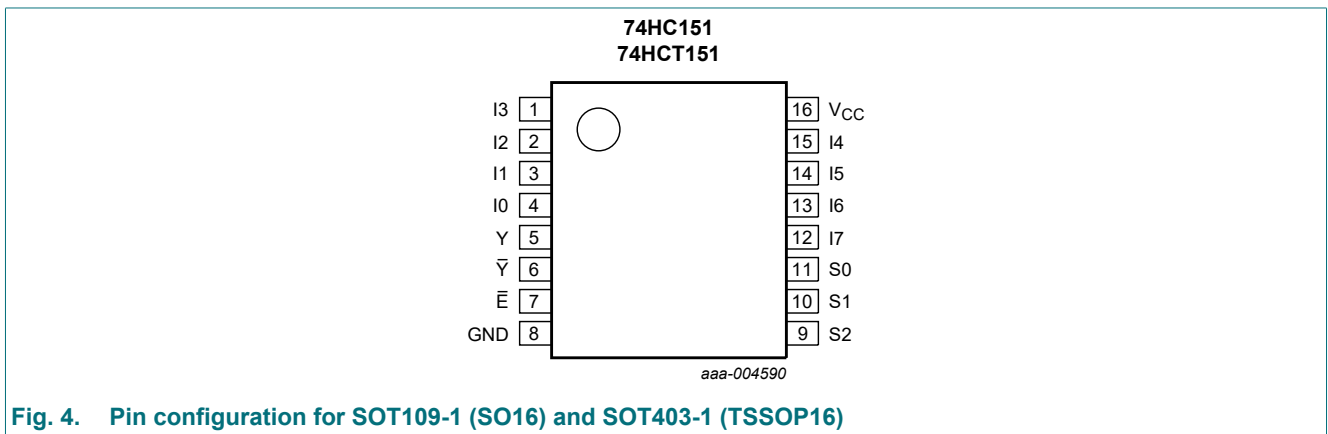 74HC151
74HCT151
I3 1
I2 2
I1 3
I0 4
Y 5
Y̅ 6
E̅ 7
GND 8
16 VCC
15 I4
14 I5
13 I6
12 I7
11 S0
10 S1
9 S2
aaa-004590
Fig. 4. Pin configuration for SOT109-1 (SO16) and SOT403-1 (TSSOP16)